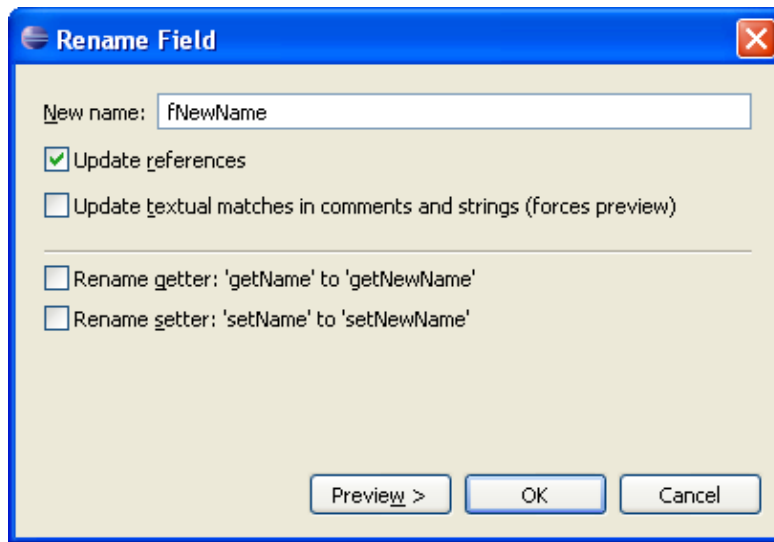 Rename Field
New name: fNewName
Update references
Update textual matches in comments and strings (forces preview)
Rename getter: 'getName' to 'getNewName'
Rename setter: 'setName' to 'setNewName'
Preview > OK Cancel